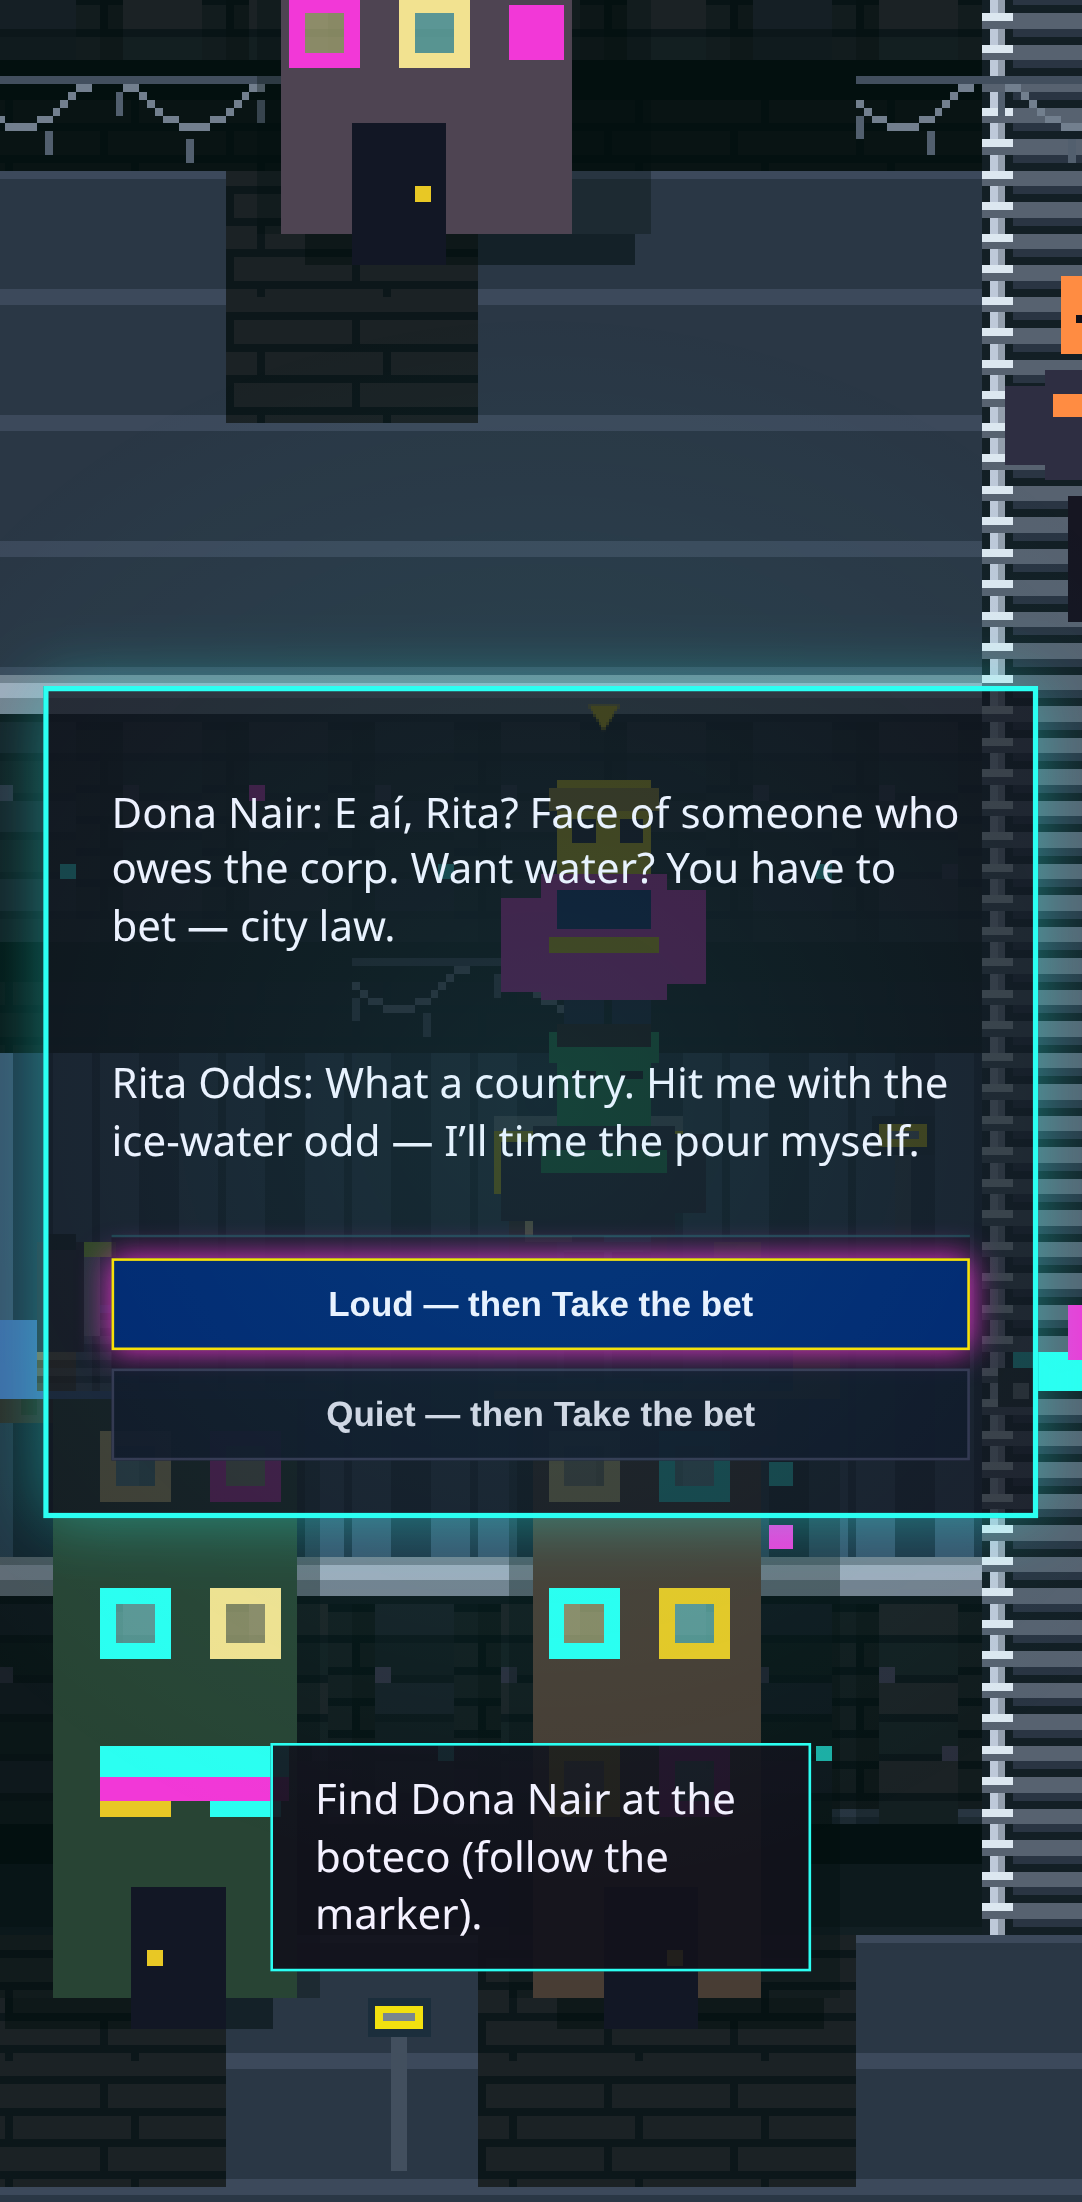 Dona Nair: E aí, Rita? Face of someone who
owes the corp. Want water? You have to
bet — city law.
Rita Odds: What a country. Hit me with the
ice-water odd — I’ll time the pour myself.
Loud — then Take the bet
Quiet — then Take the bet
Find Dona Nair at the
boteco (follow the
marker).